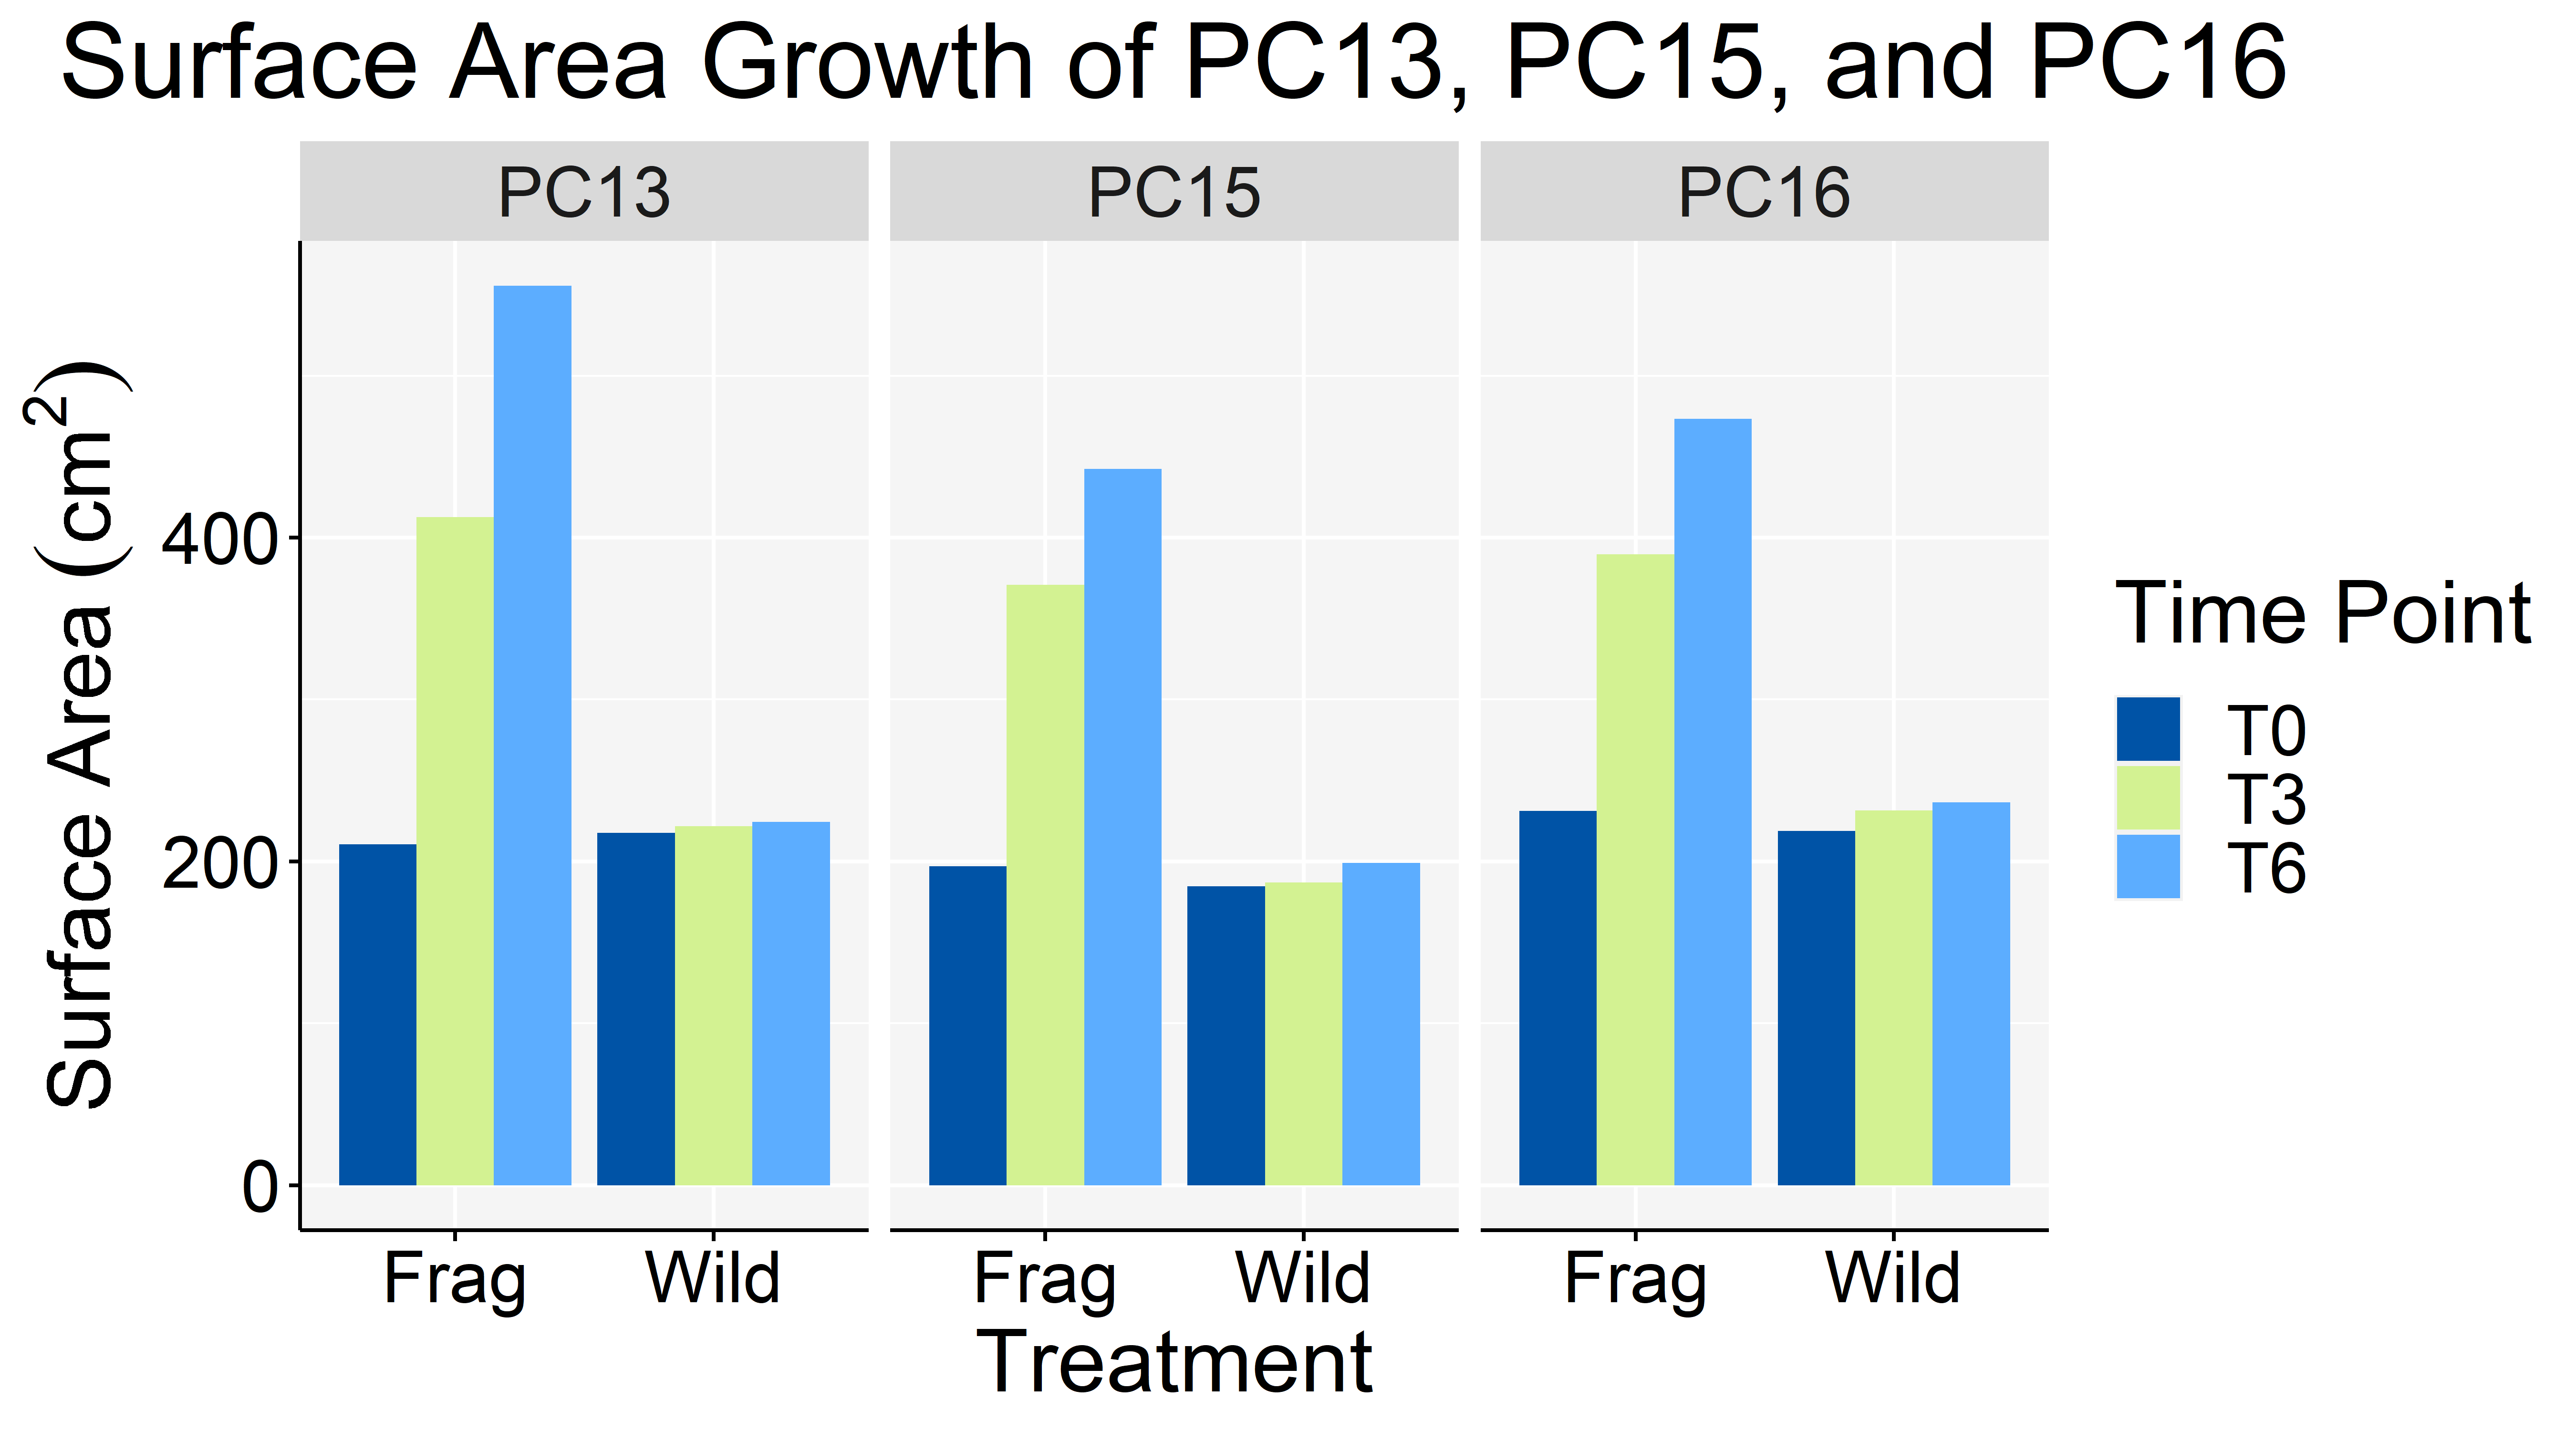 Surface Area Growth of PC13, PC15, and PC16
PC13 PC15 PC16
Surface Area (cm²)
400
200
0
Frag Wild Frag Wild Frag Wild
Treatment
Time Point
T0
T3
T6